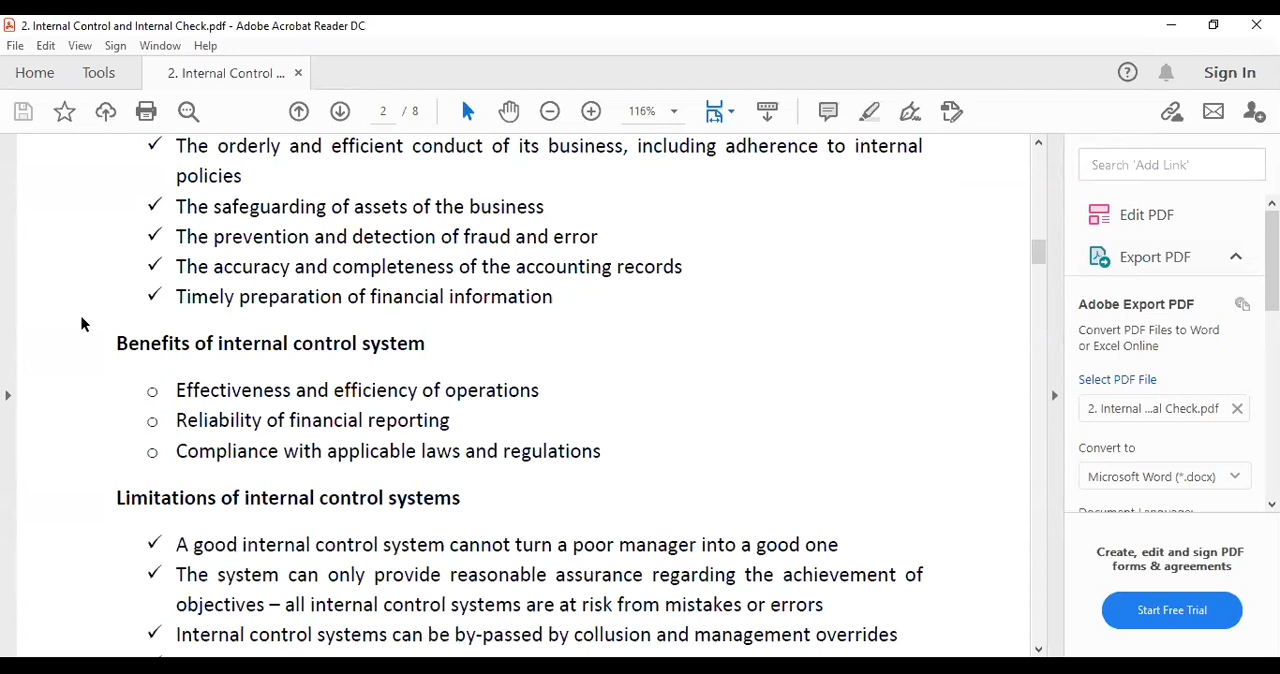 2. Internal Control and Internal Check.pdf - Adobe Acrobat Reader DC
File Edit View Sign Window Help
Home Tools 2. Internal Control ... × Sign In
2 / 8 116%
✓ The orderly and efficient conduct of its business, including adherence to internal
policies
✓ The safeguarding of assets of the business
✓ The prevention and detection of fraud and error
✓ The accuracy and completeness of the accounting records
✓ Timely preparation of financial information
Benefits of internal control system
o Effectiveness and efficiency of operations
o Reliability of financial reporting
o Compliance with applicable laws and regulations
Limitations of internal control systems
✓ A good internal control system cannot turn a poor manager into a good one
✓ The system can only provide reasonable assurance regarding the achievement of
objectives – all internal control systems are at risk from mistakes or errors
✓ Internal control systems can be by-passed by collusion and management overrides
Search 'Add Link'
Edit PDF
Export PDF
Adobe Export PDF
Convert PDF Files to Word
or Excel Online
Select PDF File
2. Internal ...al Check.pdf
Convert to
Microsoft Word (*.docx)
Document Language:
Create, edit and sign PDF
forms & agreements
Start Free Trial